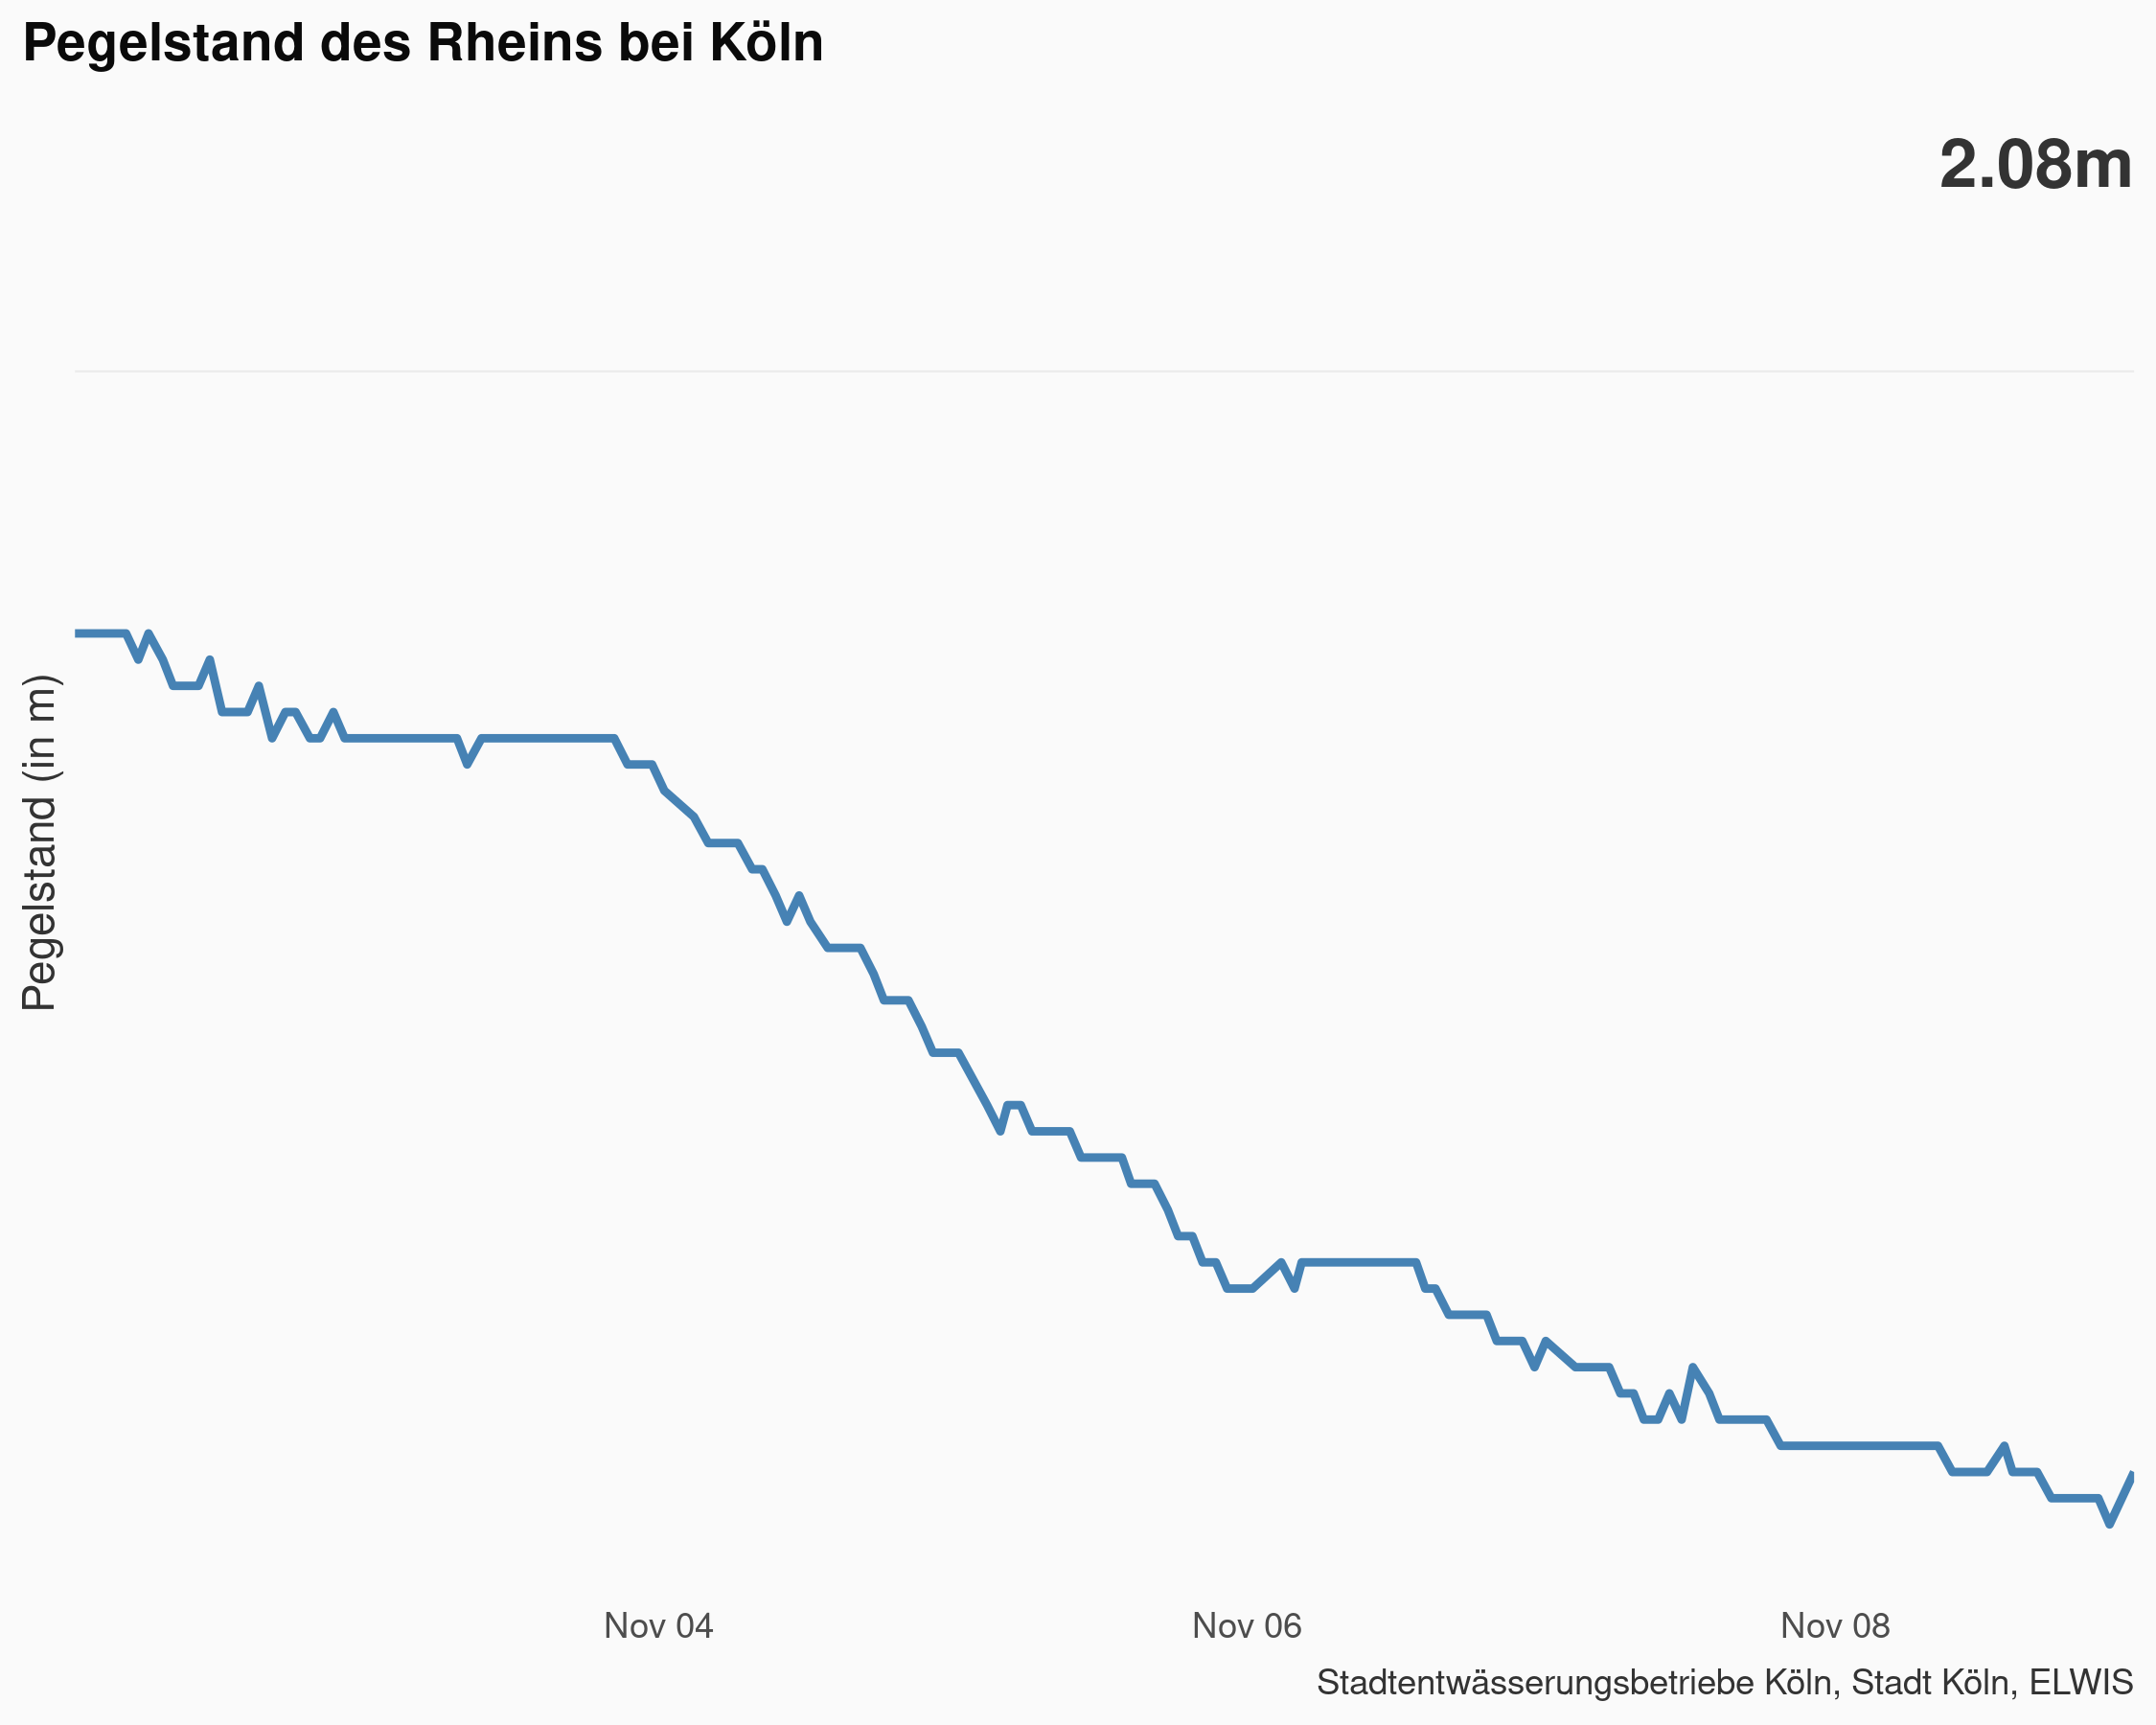 Pegelstand des Rheins bei Köln
2.08m
Pegelstand (in m)
Nov 04
Nov 06
Nov 08
Stadtentwässerungsbetriebe Köln, Stadt Köln, ELWIS